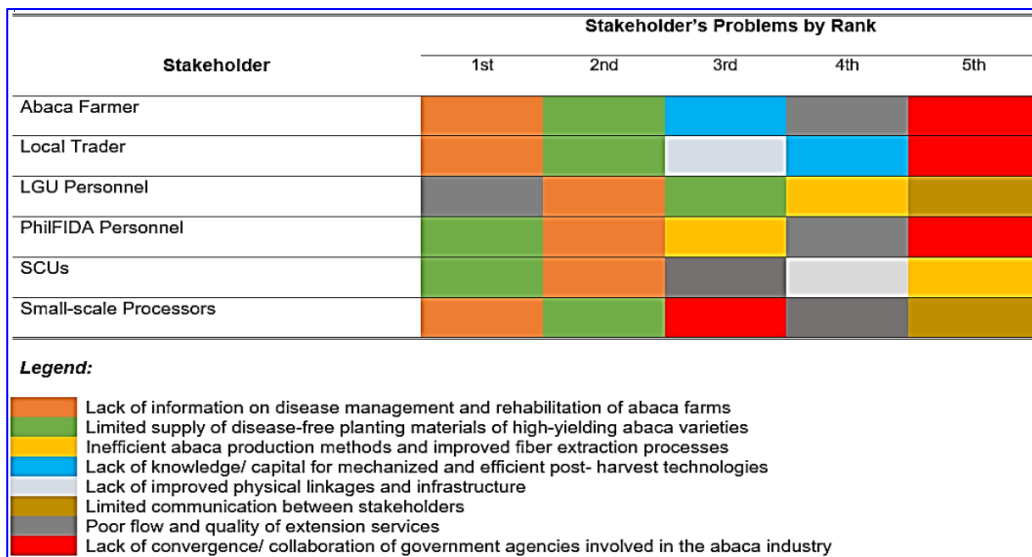 Stakeholder's Problems by Rank
Stakeholder 1st 2nd 3rd 4th 5th
Abaca Farmer
Local Trader
LGU Personnel
PhilFIDA Personnel
SCUs
Small-scale Processors
Legend:
Lack of information on disease management and rehabilitation of abaca farms
Limited supply of disease-free planting materials of high-yielding abaca varieties
Inefficient abaca production methods and improved fiber extraction processes
Lack of knowledge/ capital for mechanized and efficient post- harvest technologies
Lack of improved physical linkages and infrastructure
Limited communication between stakeholders
Poor flow and quality of extension services
Lack of convergence/ collaboration of government agencies involved in the abaca industry